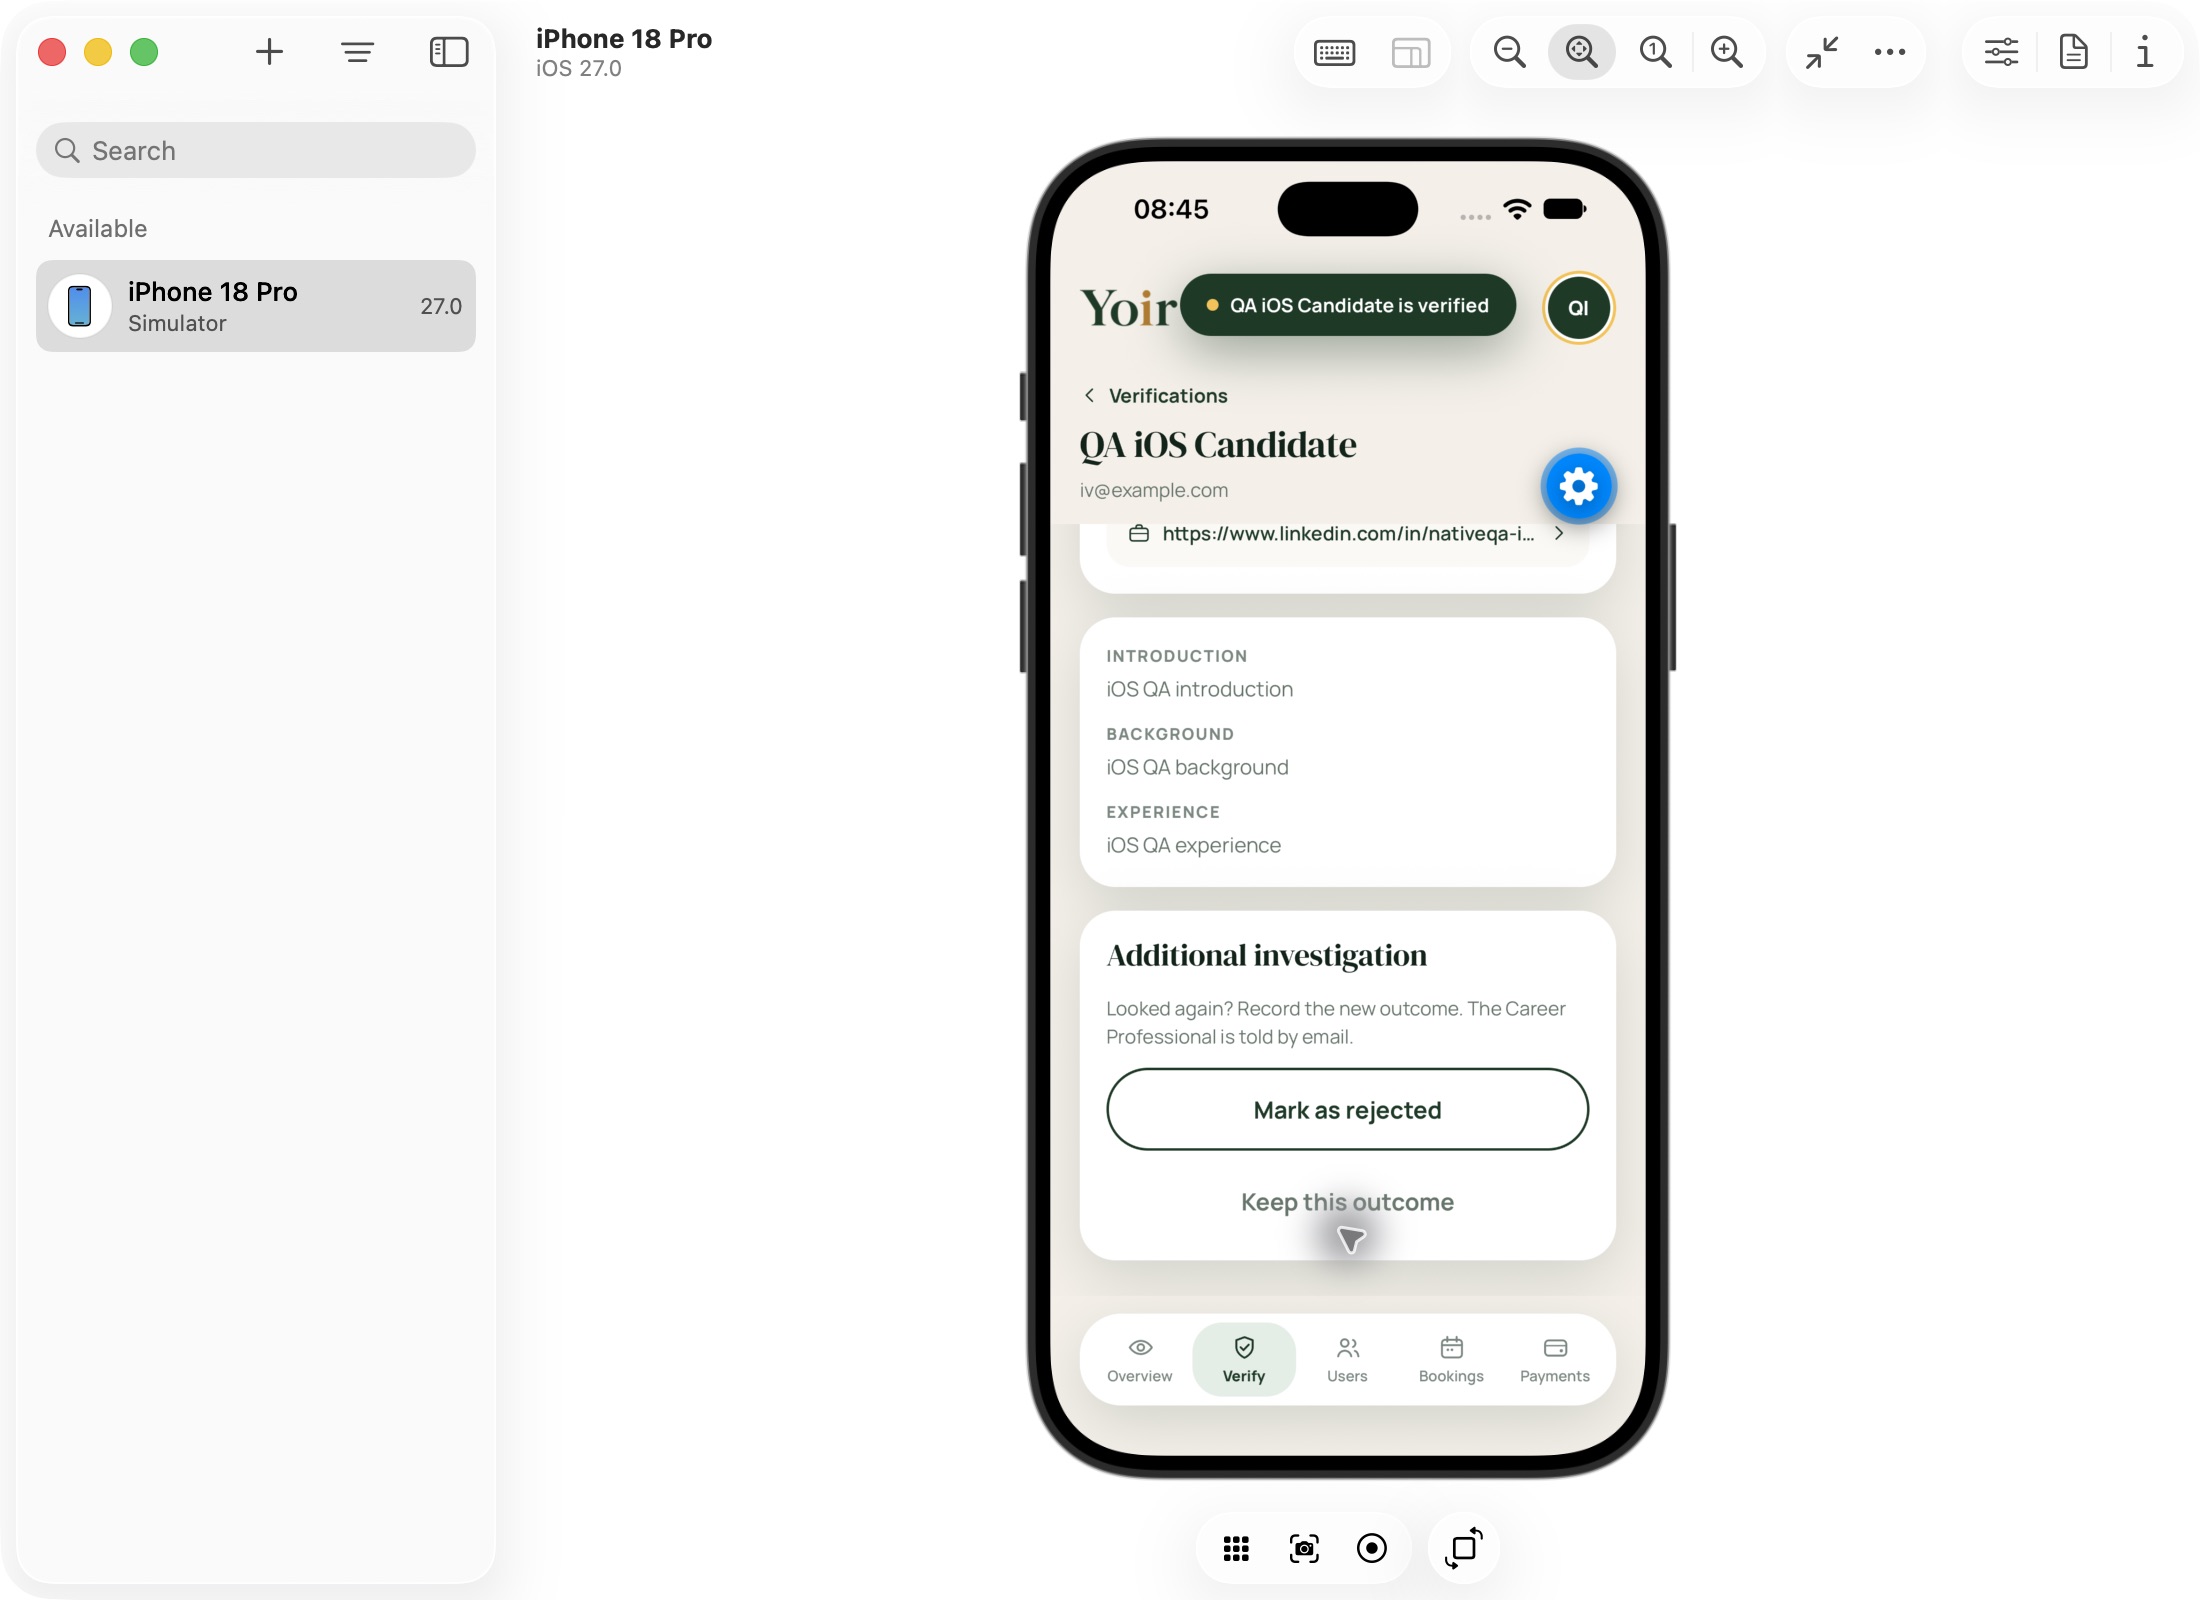 iPhone 18 Pro
iOS 27.0
Search
Available
iPhone 18 Pro
Simulator
27.0
08:45
Yoir
QA iOS Candidate is verified
QI
Verifications
QA iOS Candidate
iv@example.com
https://www.linkedin.com/in/nativeqa-i...
INTRODUCTION
iOS QA introduction
BACKGROUND
iOS QA background
EXPERIENCE
iOS QA experience
Additional investigation
Looked again? Record the new outcome. The Career
Professional is told by email.
Mark as rejected
Keep this outcome
Overview
Verify
Users
Bookings
Payments